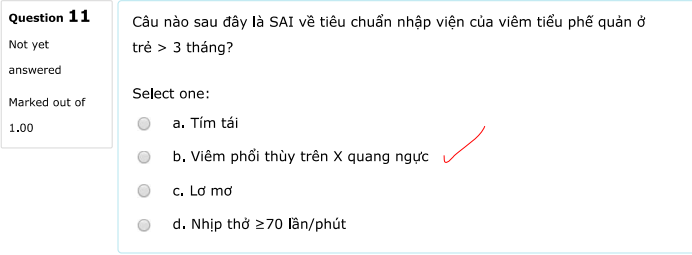 Question 11
Not yet
answered
Marked out of
1.00
Câu nào sau đây là SAI về tiêu chuẩn nhập viện của viêm tiểu phế quản ở
trẻ > 3 tháng?
Select one:
a. Tím tái
b. Viêm phổi thùy trên X quang ngực
c. Lơ mơ
d. Nhịp thở ≥70 lần/phút